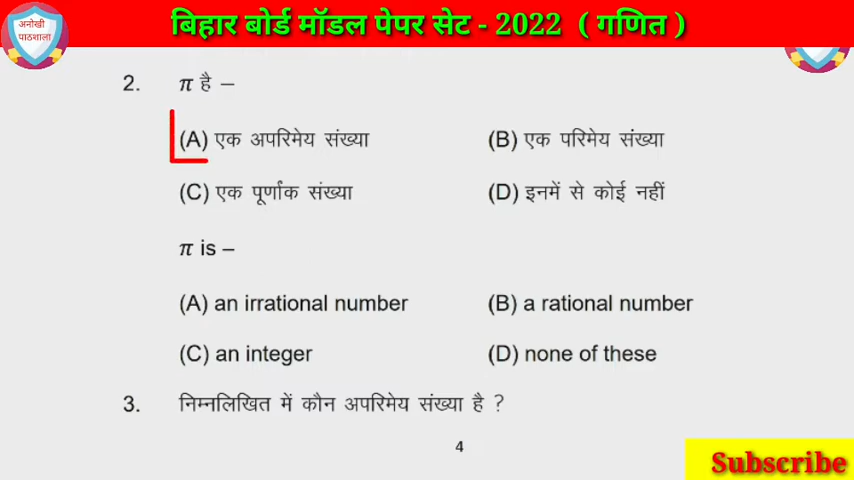 बिहार बोर्ड मॉडल पेपर सेट - 2022 ( गणित )
अनोखी
पाठशाला
2. π है –
(A) एक अपरिमेय संख्या (B) एक परिमेय संख्या
(C) एक पूर्णांक संख्या (D) इनमें से कोई नहीं
π is –
(A) an irrational number (B) a rational number
(C) an integer (D) none of these
3. निम्नलिखित में कौन अपरिमेय संख्या है ?
4
Subscribe